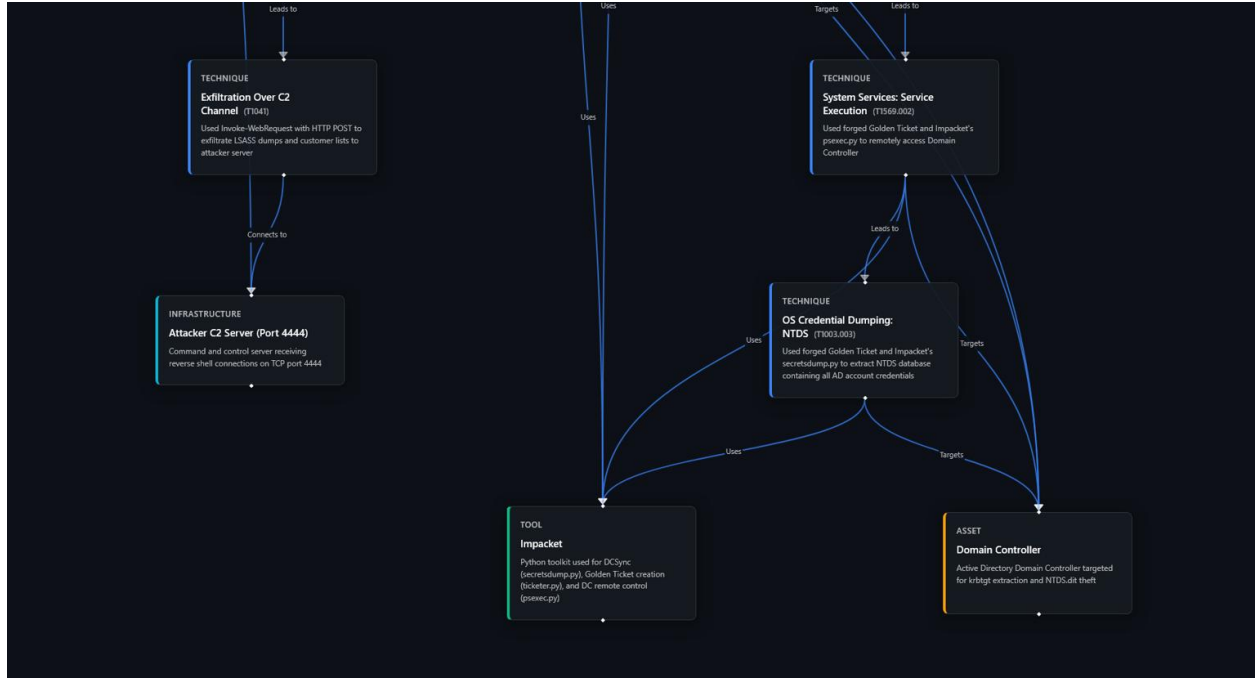 Leads to
Uses
Targets
Leads to
TECHNIQUE
Exfiltration Over C2
Channel (T1041)
Used Invoke-WebRequest with HTTP POST to
exfiltrate LSASS dumps and customer lists to
attacker server
Uses
TECHNIQUE
System Services: Service
Execution (T1569.002)
Used forged Golden Ticket and Impacket's
psexec.py to remotely access Domain
Controller
Connects to
Leads to
INFRASTRUCTURE
Attacker C2 Server (Port 4444)
Command and control server receiving
reverse shell connections on TCP port 4444
TECHNIQUE
OS Credential Dumping:
NTDS (T1003.003)
Used forged Golden Ticket and Impacket's
secretsdump.py to extract NTDS database
containing all AD account credentials
Uses
Targets
Uses
Targets
TOOL
Impacket
Python toolkit used for DCSync
(secretsdump.py), Golden Ticket creation
(ticketer.py), and DC remote control
(psexec.py)
ASSET
Domain Controller
Active Directory Domain Controller targeted
for krbtgt extraction and NTDS.dit theft